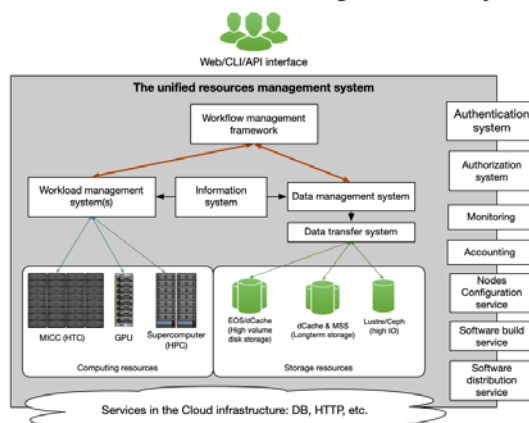 Web/CLI/API interface
The unified resources management system
Workflow management
framework
Authentication
system
Workload management
system(s)
Information
system
Data management system
Authorization
system
Data transfer system
Monitoring
Accounting
MICC (HTC)
GPU
Supercomputer
(HPC)
EOS/dCache
(High volume
disk storage)
dCache & MSS
(Longterm storage)
Lustre/Ceph
(high IO)
Nodes
Configuration
service
Software build
service
Computing resources
Storage resources
Software
distribution
service
Services in the Cloud infrastructure: DB, HTTP, etc.